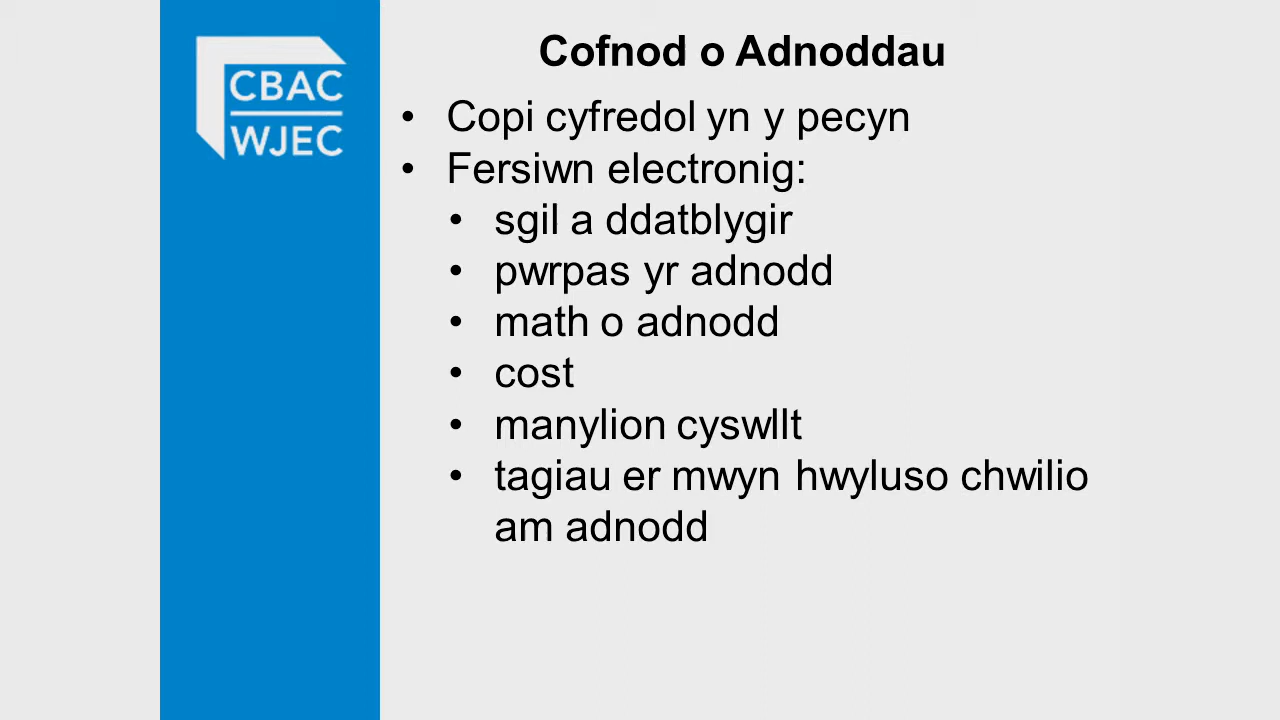 CBAC
WJEC
Cofnod o Adnoddau
• Copi cyfredol yn y pecyn
• Fersiwn electronig:
• sgil a ddatblygir
• pwrpas yr adnodd
• math o adnodd
• cost
• manylion cyswllt
• tagiau er mwyn hwyluso chwilio
am adnodd